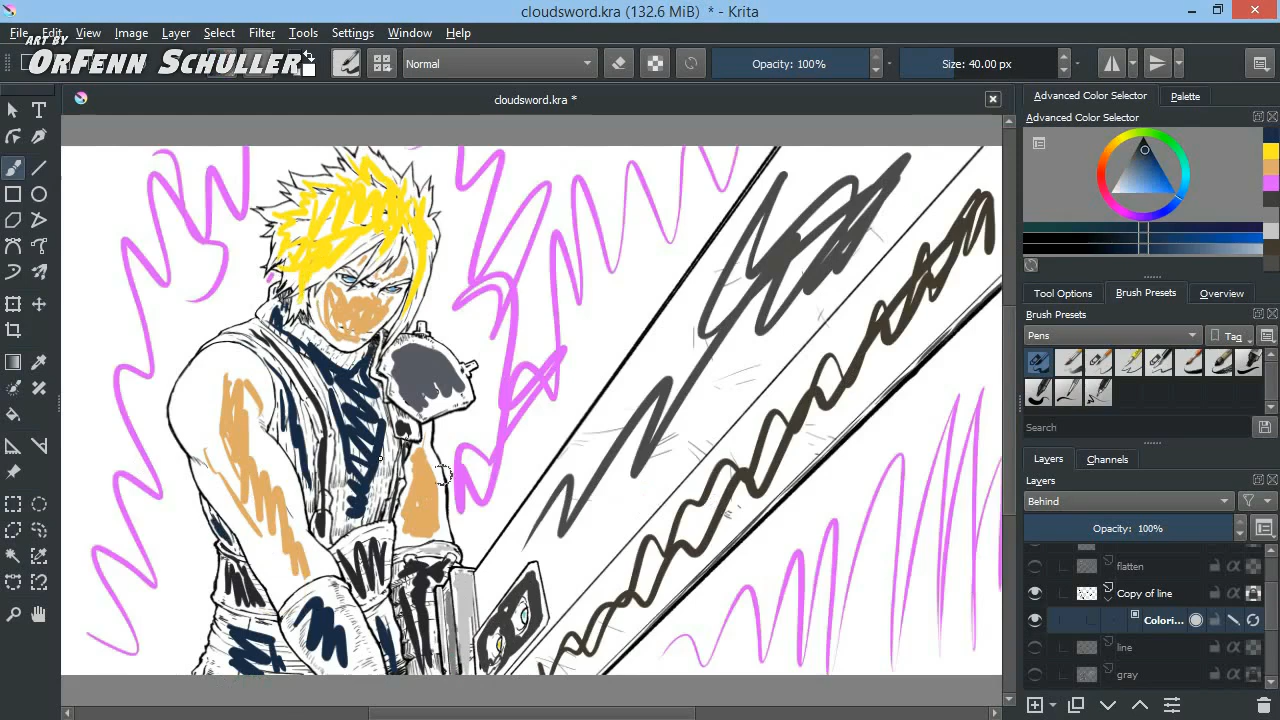 cloudsword.kra (132.6 MiB) * - Krita
File Edit View Image Layer Select Filter Tools Settings Window Help
ART BY
ORFENN SCHULLER
Normal
Opacity: 100%
Size: 40.00 px
cloudsword.kra *
Advanced Color Selector
Palette
Advanced Color Selector
Tool Options
Brush Presets
Overview
Brush Presets
Pens
Tag
Search
Layers
Channels
Layers
Behind
Opacity: 100%
flatten
Copy of line
Colori...
line
gray